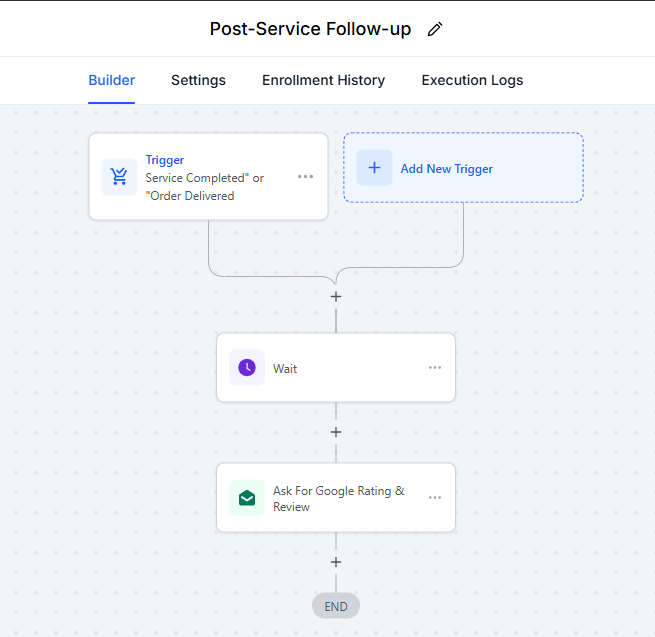 Post-Service Follow-up
Builder
Settings
Enrollment History
Execution Logs
Trigger
Service Completed" or
"Order Delivered
Add New Trigger
Wait
Ask For Google Rating &
Review
END